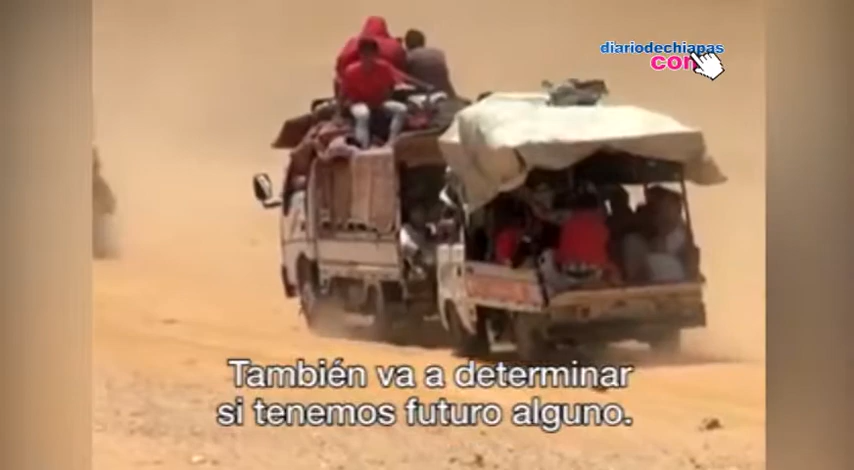 diariodechiapas
com
También va a determinar
si tenemos futuro alguno.